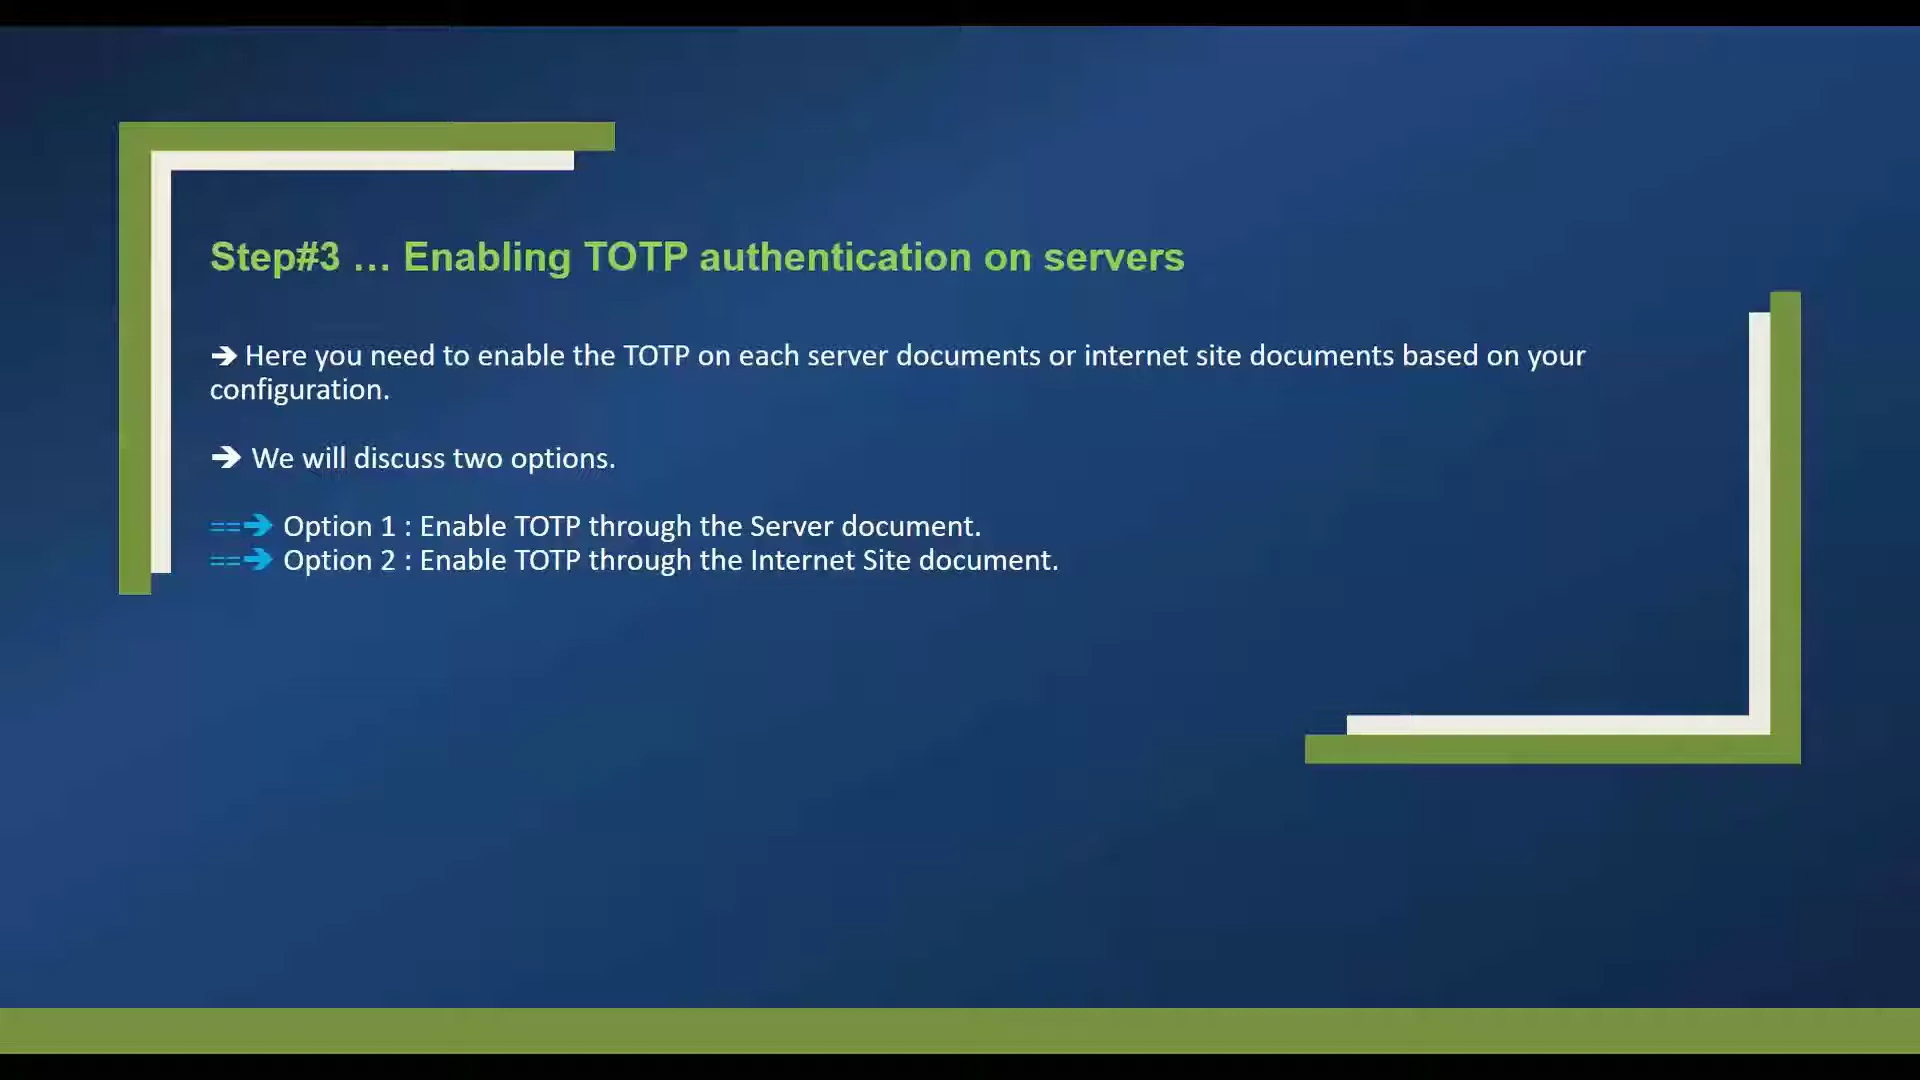 Step#3 … Enabling TOTP authentication on servers
➔ Here you need to enable the TOTP on each server documents or internet site documents based on your
configuration.
➔ We will discuss two options.
==➔ Option 1 : Enable TOTP through the Server document.
==➔ Option 2 : Enable TOTP through the Internet Site document.